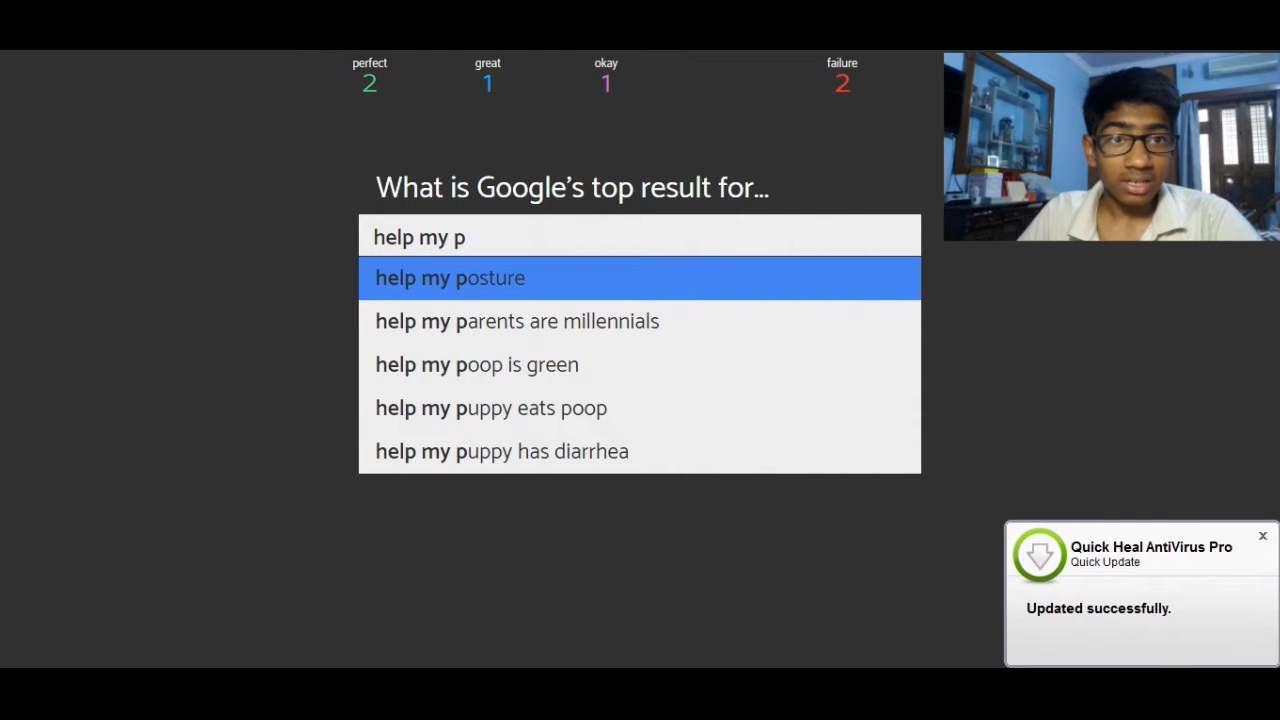 perfect great okay failure
2 1 1 2
What is Google's top result for...
help my p
help my posture
help my parents are millennials
help my poop is green
help my puppy eats poop
help my puppy has diarrhea
Quick Heal AntiVirus Pro x
Quick Update
Updated successfully.